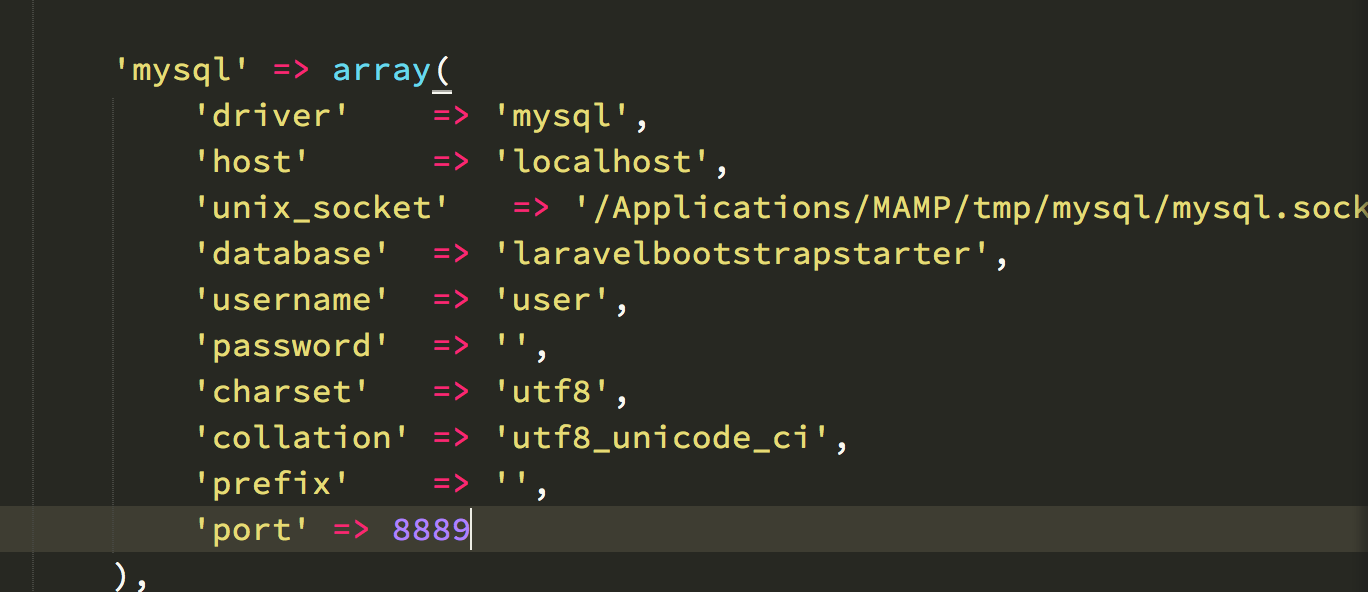 'mysql' => array(
'driver' => 'mysql',
'host' => 'localhost',
'unix_socket' => '/Applications/MAMP/tmp/mysql/mysql.sock
'database' => 'laravelbootstrapstarter',
'username' => 'user',
'password' => '',
'charset' => 'utf8',
'collation' => 'utf8_unicode_ci',
'prefix' => '',
'port' => 8889
),